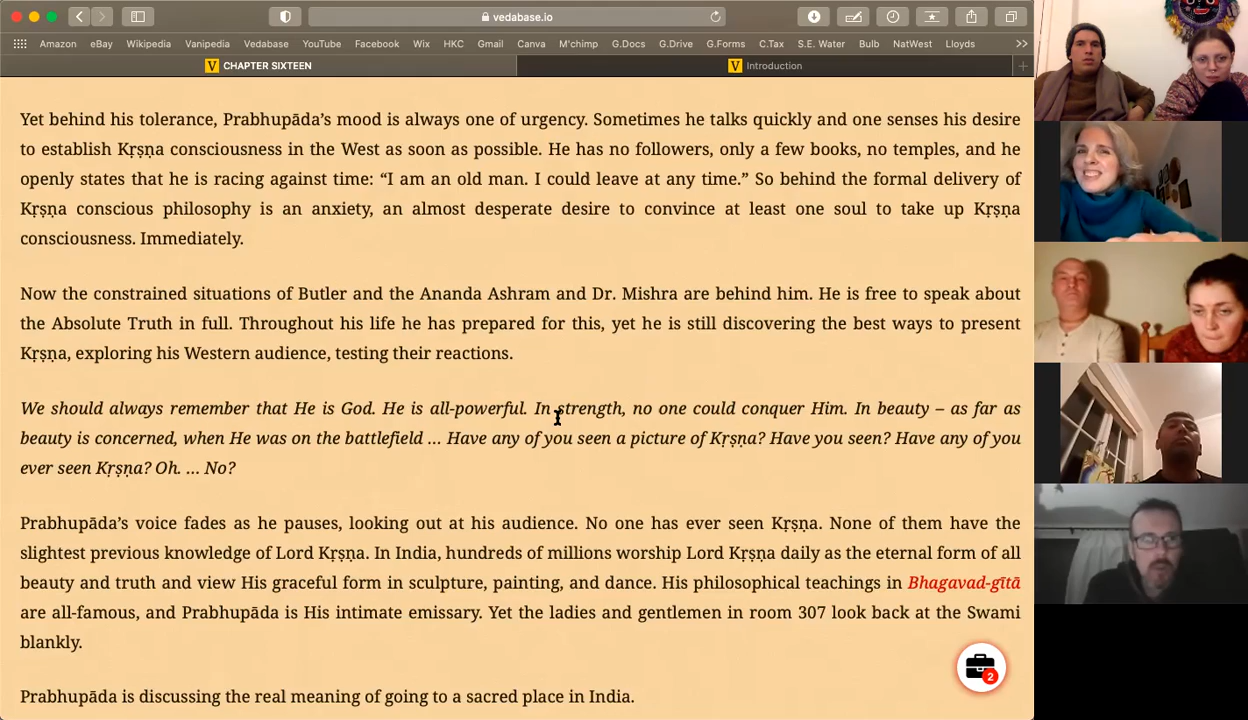 vedabase.io
Amazon eBay Wikipedia Vanipedia Vedabase YouTube Facebook Wix HKC Gmail Canva M'chimp G.Docs G.Drive G.Forms C.Tax S.E. Water Bulb NatWest Lloyds >>
V CHAPTER SIXTEEN V Introduction
Yet behind his tolerance, Prabhupāda’s mood is always one of urgency. Sometimes he talks quickly and one senses his desire
to establish Kṛṣṇa consciousness in the West as soon as possible. He has no followers, only a few books, no temples, and he
openly states that he is racing against time: “I am an old man. I could leave at any time.” So behind the formal delivery of
Kṛṣṇa conscious philosophy is an anxiety, an almost desperate desire to convince at least one soul to take up Kṛṣṇa
consciousness. Immediately.
Now the constrained situations of Butler and the Ananda Ashram and Dr. Mishra are behind him. He is free to speak about
the Absolute Truth in full. Throughout his life he has prepared for this, yet he is still discovering the best ways to present
Kṛṣṇa, exploring his Western audience, testing their reactions.
We should always remember that He is God. He is all-powerful. In strength, no one could conquer Him. In beauty – as far as
beauty is concerned, when He was on the battlefield ... Have any of you seen a picture of Kṛṣṇa? Have you seen? Have any of you
ever seen Kṛṣṇa? Oh. ... No?
Prabhupāda’s voice fades as he pauses, looking out at his audience. No one has ever seen Kṛṣṇa. None of them have the
slightest previous knowledge of Lord Kṛṣṇa. In India, hundreds of millions worship Lord Kṛṣṇa daily as the eternal form of all
beauty and truth and view His graceful form in sculpture, painting, and dance. His philosophical teachings in Bhagavad-gītā
are all-famous, and Prabhupāda is His intimate emissary. Yet the ladies and gentlemen in room 307 look back at the Swami
blankly.
2
Prabhupāda is discussing the real meaning of going to a sacred place in India.